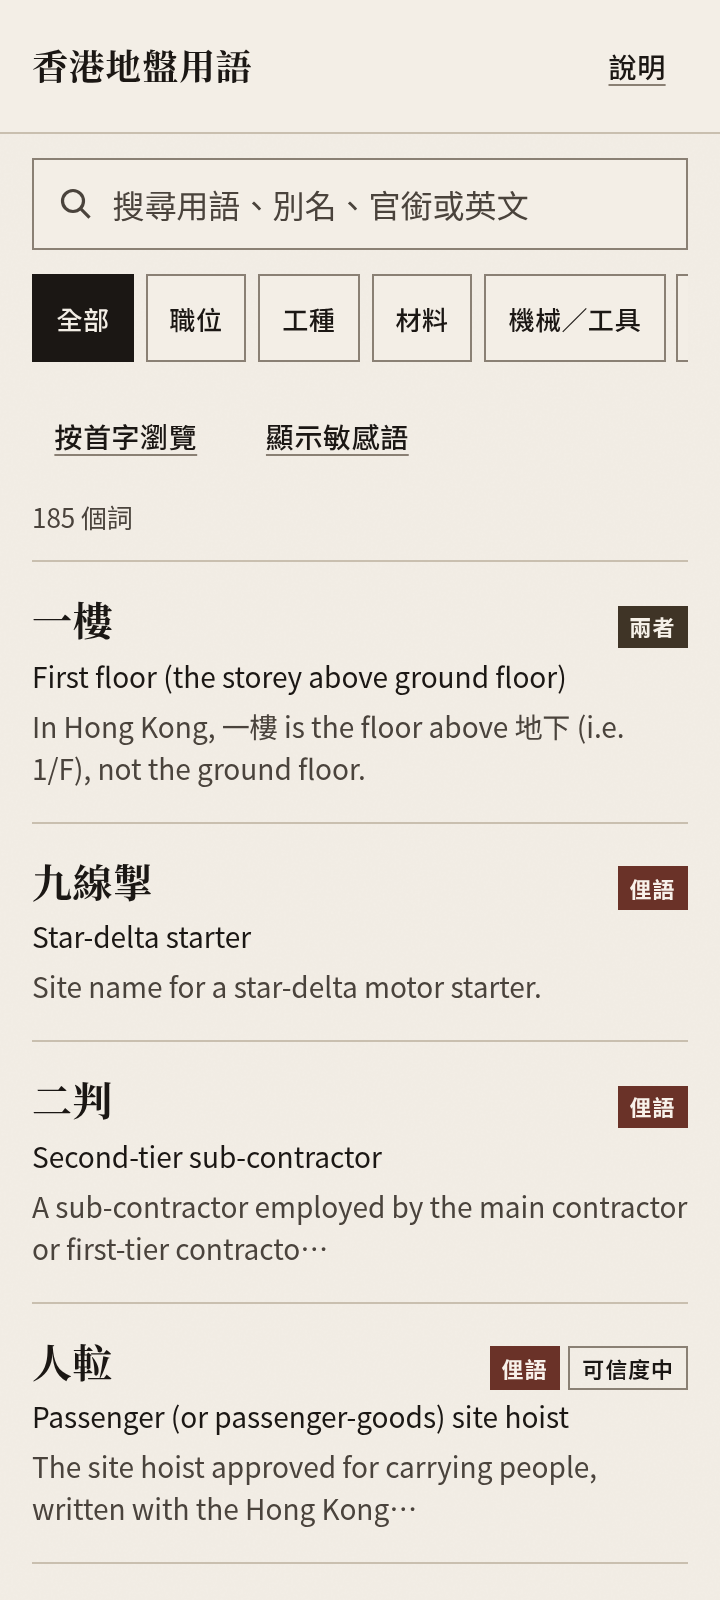 香港地盤用語
說明
搜尋用語、別名、官銜或英文
全部
職位
工種
材料
機械／工具
按首字瀏覽
顯示敏感語
185 個詞
一樓
兩者
First floor (the storey above ground floor)
In Hong Kong, 一樓 is the floor above 地下 (i.e.
1/F), not the ground floor.
九線掣
俚語
Star-delta starter
Site name for a star-delta motor starter.
二判
俚語
Second-tier sub-contractor
A sub-contractor employed by the main contractor
or first-tier contracto…
人𨋢
俚語
可信度中
Passenger (or passenger-goods) site hoist
The site hoist approved for carrying people,
written with the Hong Kong…